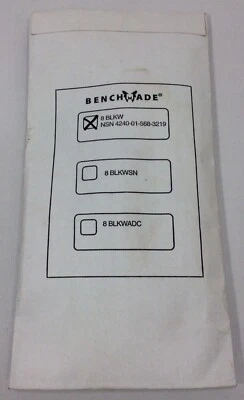 BENCHMADE®
8 BLKW
NSN 4240-01-568-3219
8 BLKWSN
8 BLKWADC